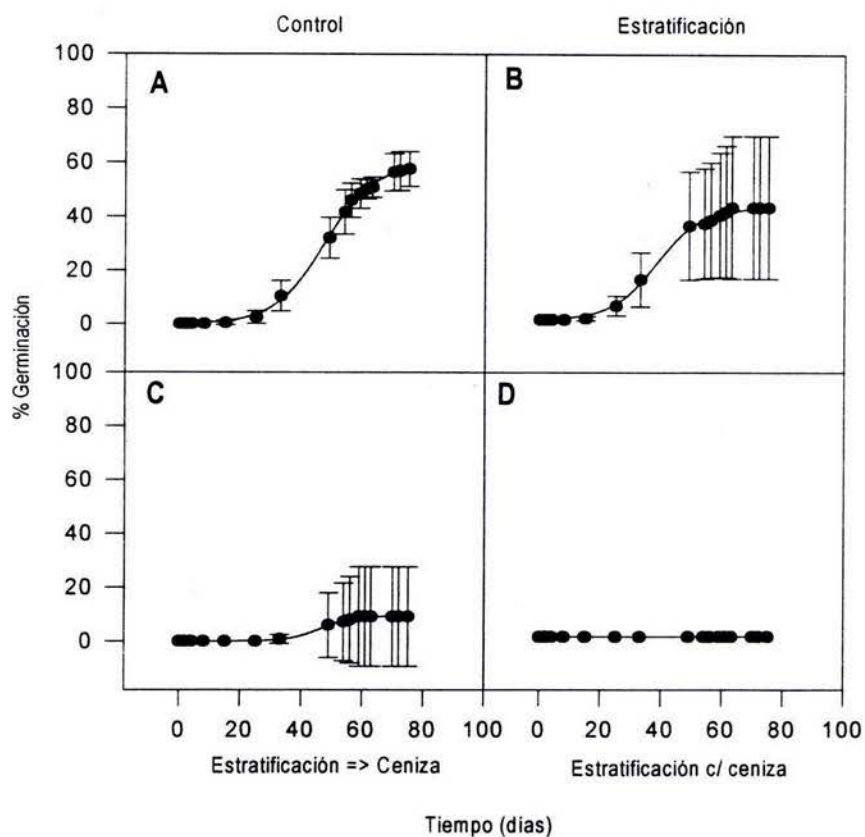 Control Estratificación
100
80
60
40
20
0
A
B
% Germinación
100
80
60
40
20
0
C
D
0 20 40 60 80 100 0 20 40 60 80 100
Estratificación => Ceniza Estratificación c/ ceniza
Tiempo (días)